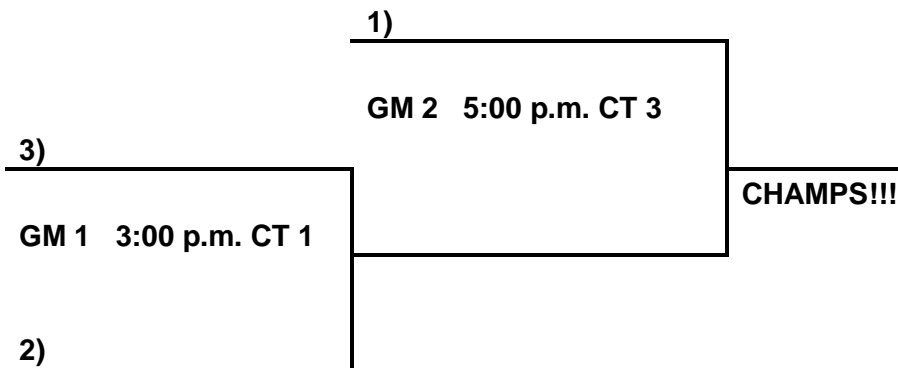 1)
GM 2 5:00 p.m. CT 3
3)
CHAMPS!!!
GM 1 3:00 p.m. CT 1
2)